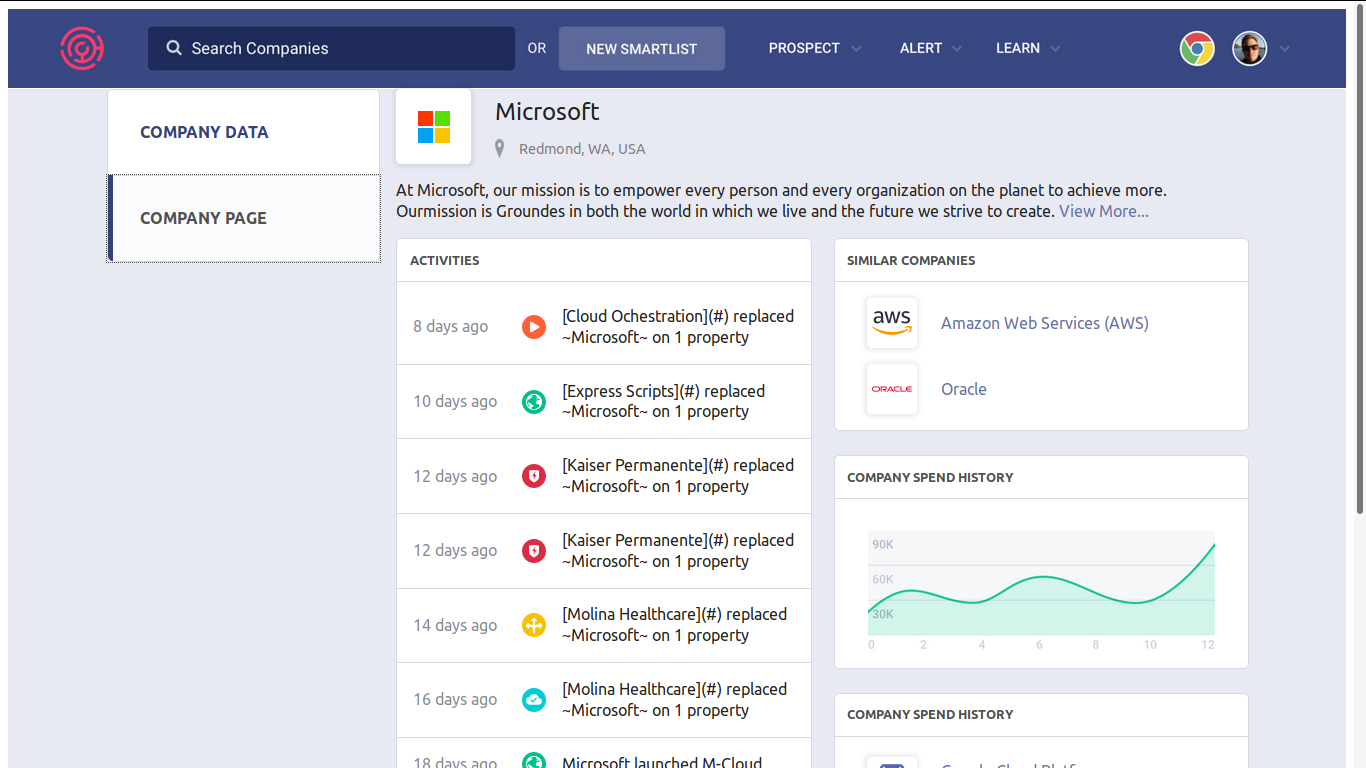 Search Companies
OR
NEW SMARTLIST
PROSPECT
ALERT
LEARN
COMPANY DATA
COMPANY PAGE
Microsoft
Redmond, WA, USA
At Microsoft, our mission is to empower every person and every organization on the planet to achieve more.
Ourmission is Groundes in both the world in which we live and the future we strive to create. View More...
ACTIVITIES
8 days ago
[Cloud Ochestration](#) replaced
~Microsoft~ on 1 property
10 days ago
[Express Scripts](#) replaced
~Microsoft~ on 1 property
12 days ago
[Kaiser Permanente](#) replaced
~Microsoft~ on 1 property
12 days ago
[Kaiser Permanente](#) replaced
~Microsoft~ on 1 property
14 days ago
[Molina Healthcare](#) replaced
~Microsoft~ on 1 property
16 days ago
[Molina Healthcare](#) replaced
~Microsoft~ on 1 property
18 days ago
Microsoft launched M-Cloud
SIMILAR COMPANIES
aws
Amazon Web Services (AWS)
ORACLE
Oracle
COMPANY SPEND HISTORY
90K
60K
30K
0 2 4 6 8 10 12
COMPANY SPEND HISTORY
Google Cloud Platf